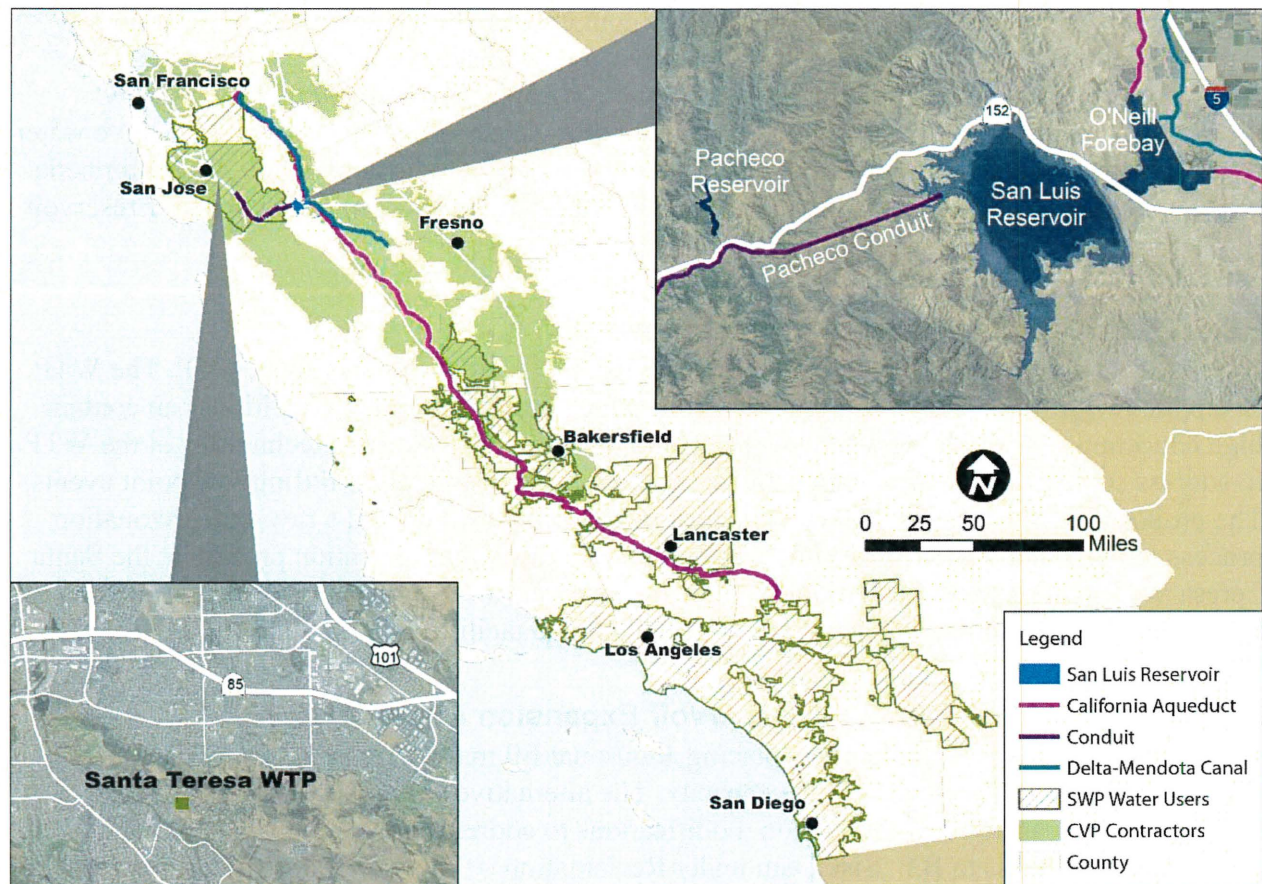 San Francisco
San Jose
Fresno
Bakersfield
Lancaster
Los Angeles
San Diego
152
5
O'Neill
Forebay
Pacheco
Reservoir
San Luis
Reservoir
Pacheco Conduit
N
0 25 50 100
Miles
101
85
Santa Teresa WTP
Legend
San Luis Reservoir
California Aqueduct
Conduit
Delta-Mendota Canal
SWP Water Users
CVP Contractors
County